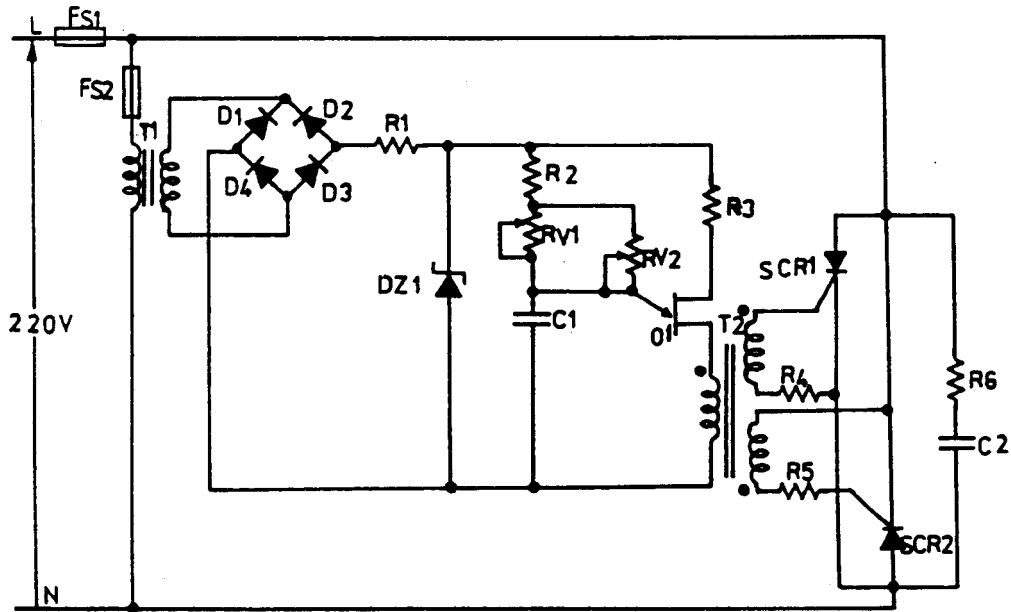 L
FS1
FS2
T1
D1
D2
D4
D3
R1
R2
RV1
RV2
R3
DZ1
C1
Q1
T2
SCR1
R4
R5
R6
C2
SCR2
220V
N